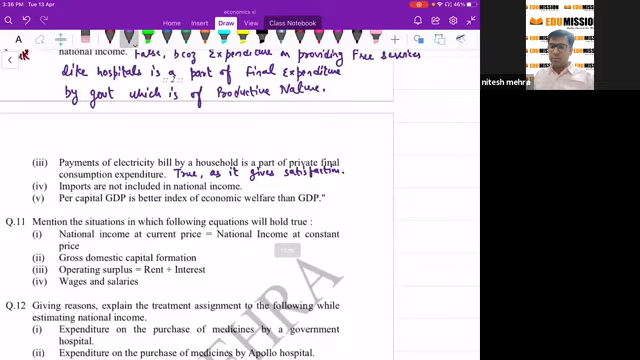 3:36 PM Tue 13 Apr
46%
economics xi
Home Insert Draw View Class Notebook
national income. False, bcoz Expenditure on providing Free services
like hospitals is a part of Final Expenditure
by govt which is of Productive Nature.
:: 2 ::
(iii) Payments of electricity bill by a household is a part of private final
consumption expenditure. True, as it gives satisfaction.
(iv) Imports are not included in national income.
(v) Per capital GDP is better index of economic welfare than GDP."
Q.11 Mention the situations in which following equations will hold true :
(i) National income at current price = National Income at constant
price
(ii) Gross domestic capital formation
(iii) Operating surplus = Rent + Interest
(iv) Wages and salaries
Q.12 Giving reasons, explain the treatment assignment to the following while
estimating national income.
(i) Expenditure on the purchase of medicines by a government
hospital.
(ii) Expenditure on the purchase of medicines by Apollo hospital.
EDUMISSION
nitesh mehra